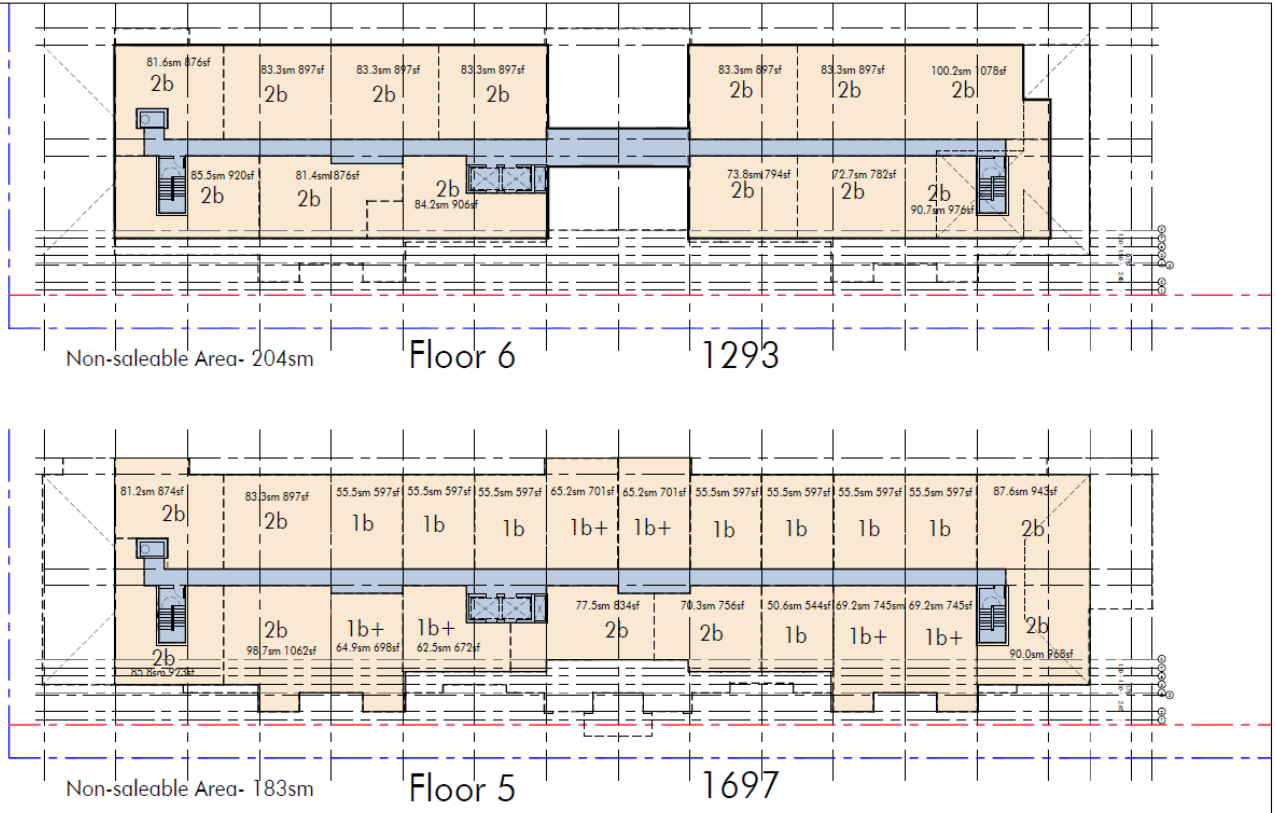 81.6sm 876sf
2b
83.3sm 897sf
2b
83.3sm 897sf
2b
83.3sm 897sf
2b
83.3sm 897sf
2b
83.3sm 897sf
2b
100.2sm 1078sf
2b
85.5sm 920sf
2b
81.4sm 876sf
2b
2b
84.2sm 906sf
73.8sm 794sf
2b
72.7sm 782sf
2b
2b
90.7sm 976sf
Non-saleable Area- 204sm
Floor 6
1293
81.2sm 874sf
2b
83.3sm 897sf
2b
55.5sm 597sf
1b
55.5sm 597sf
1b
55.5sm 597sf
1b
65.2sm 701sf
1b+
65.2sm 701sf
1b+
55.5sm 597sf
1b
55.5sm 597sf
1b
55.5sm 597sf
1b
55.5sm 597sf
1b
87.6sm 943sf
2b
2b
85.8sm 923sf
2b
98.7sm 1062sf
1b+
64.9sm 698sf
1b+
62.5sm 672sf
77.5sm 834sf
2b
70.3sm 756sf
2b
50.6sm 544sf
1b
69.2sm 745sm
1b+
69.2sm 745sf
1b+
2b
90.0sm 968sf
Non-saleable Area- 183sm
Floor 5
1697